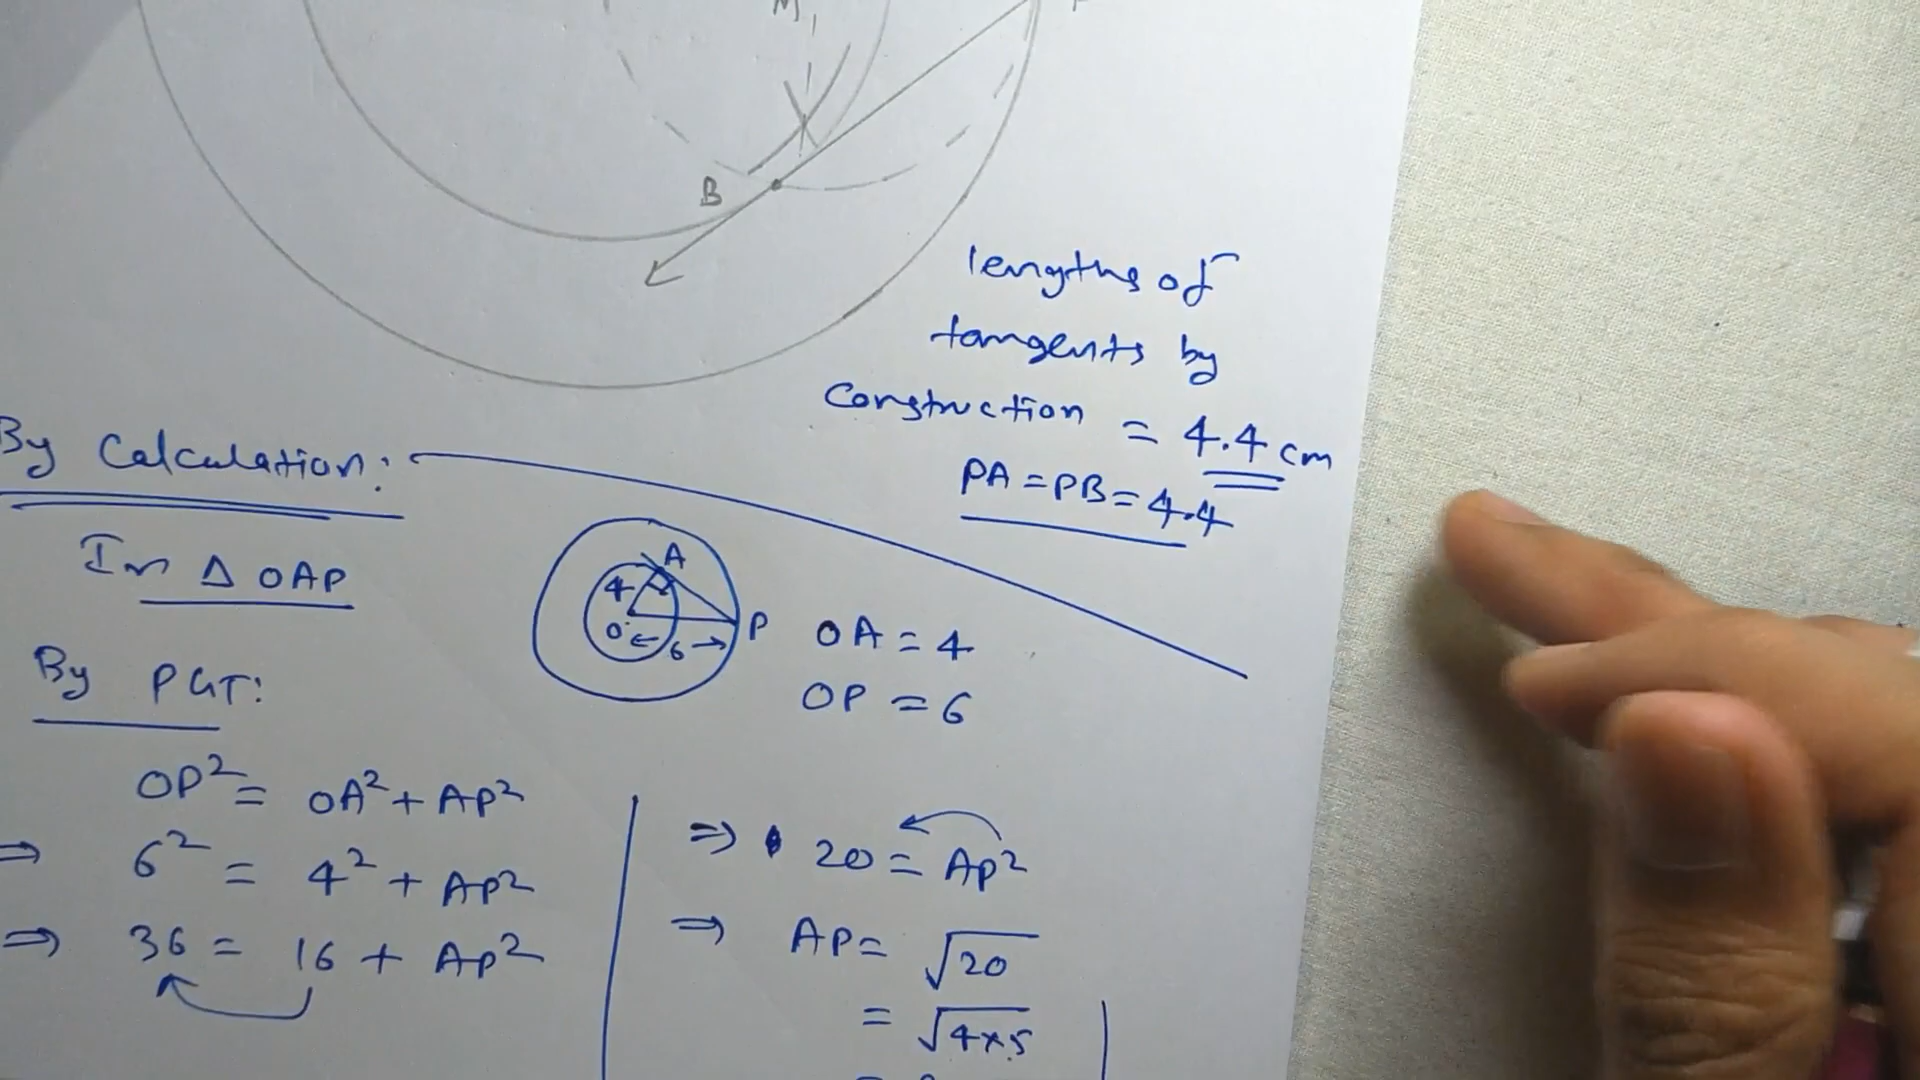 M
B
lengths of
tangents by
Construction = 4.4 cm
PA = PB = 4.4
By Calculation:
In Δ OAP
A
4
O
6
P
OA = 4
OP = 6
By PGT:
OP² = OA² + AP²
⇒ 6² = 4² + AP²
⇒ 36 = 16 + AP²
⇒ 20 = AP²
⇒ AP = √20
= √4×5
=